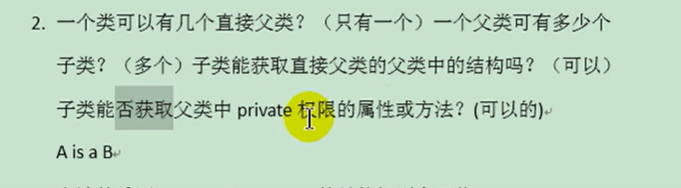 2. 一个类可以有几个直接父类？（只有一个）一个父类可有多少个
子类？（多个）子类能获取直接父类的父类中的结构吗？（可以）
子类能否获取父类中 private 权限的属性或方法？(可以的)
A is a B